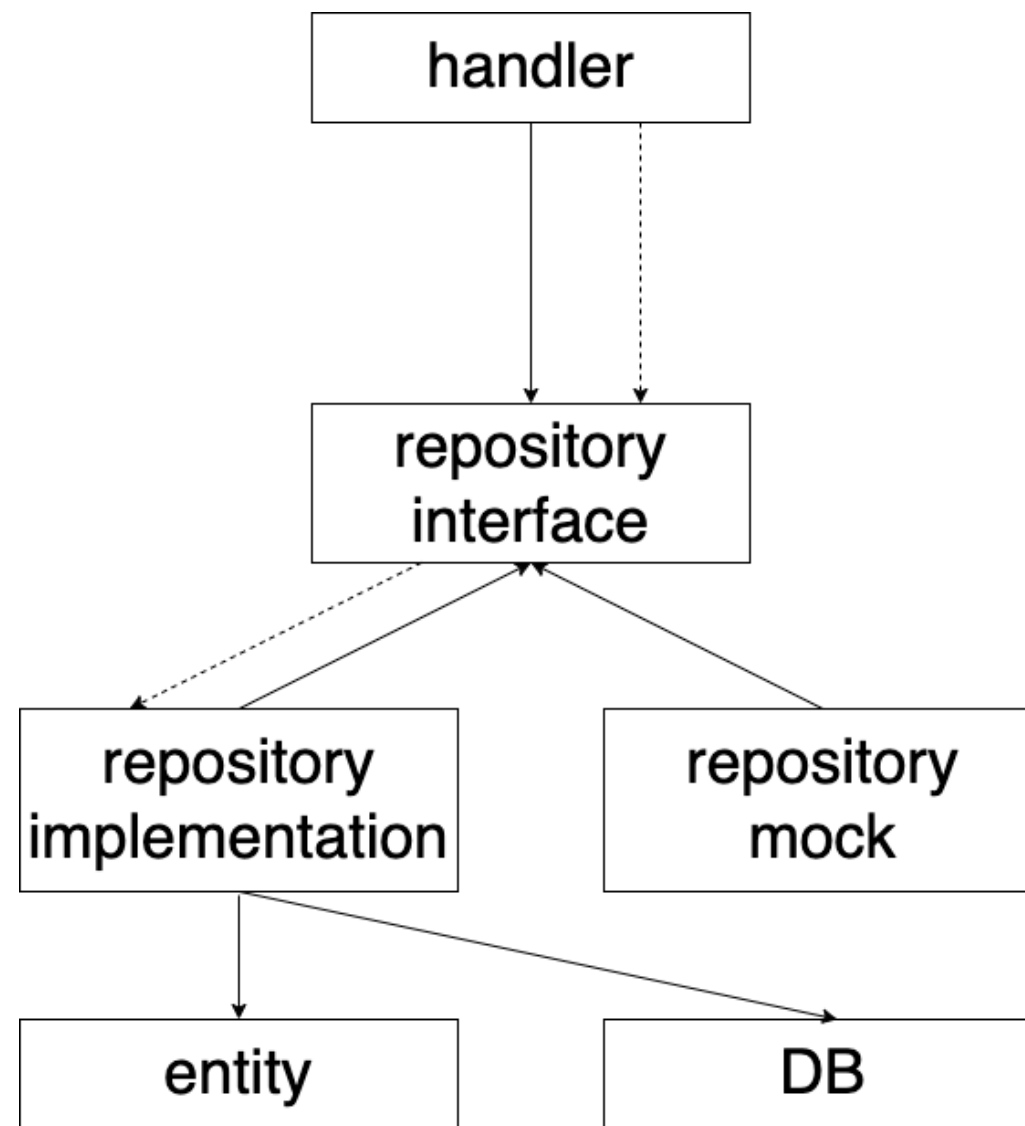 handler
repository
interface
repository
implementation
repository
mock
entity
DB